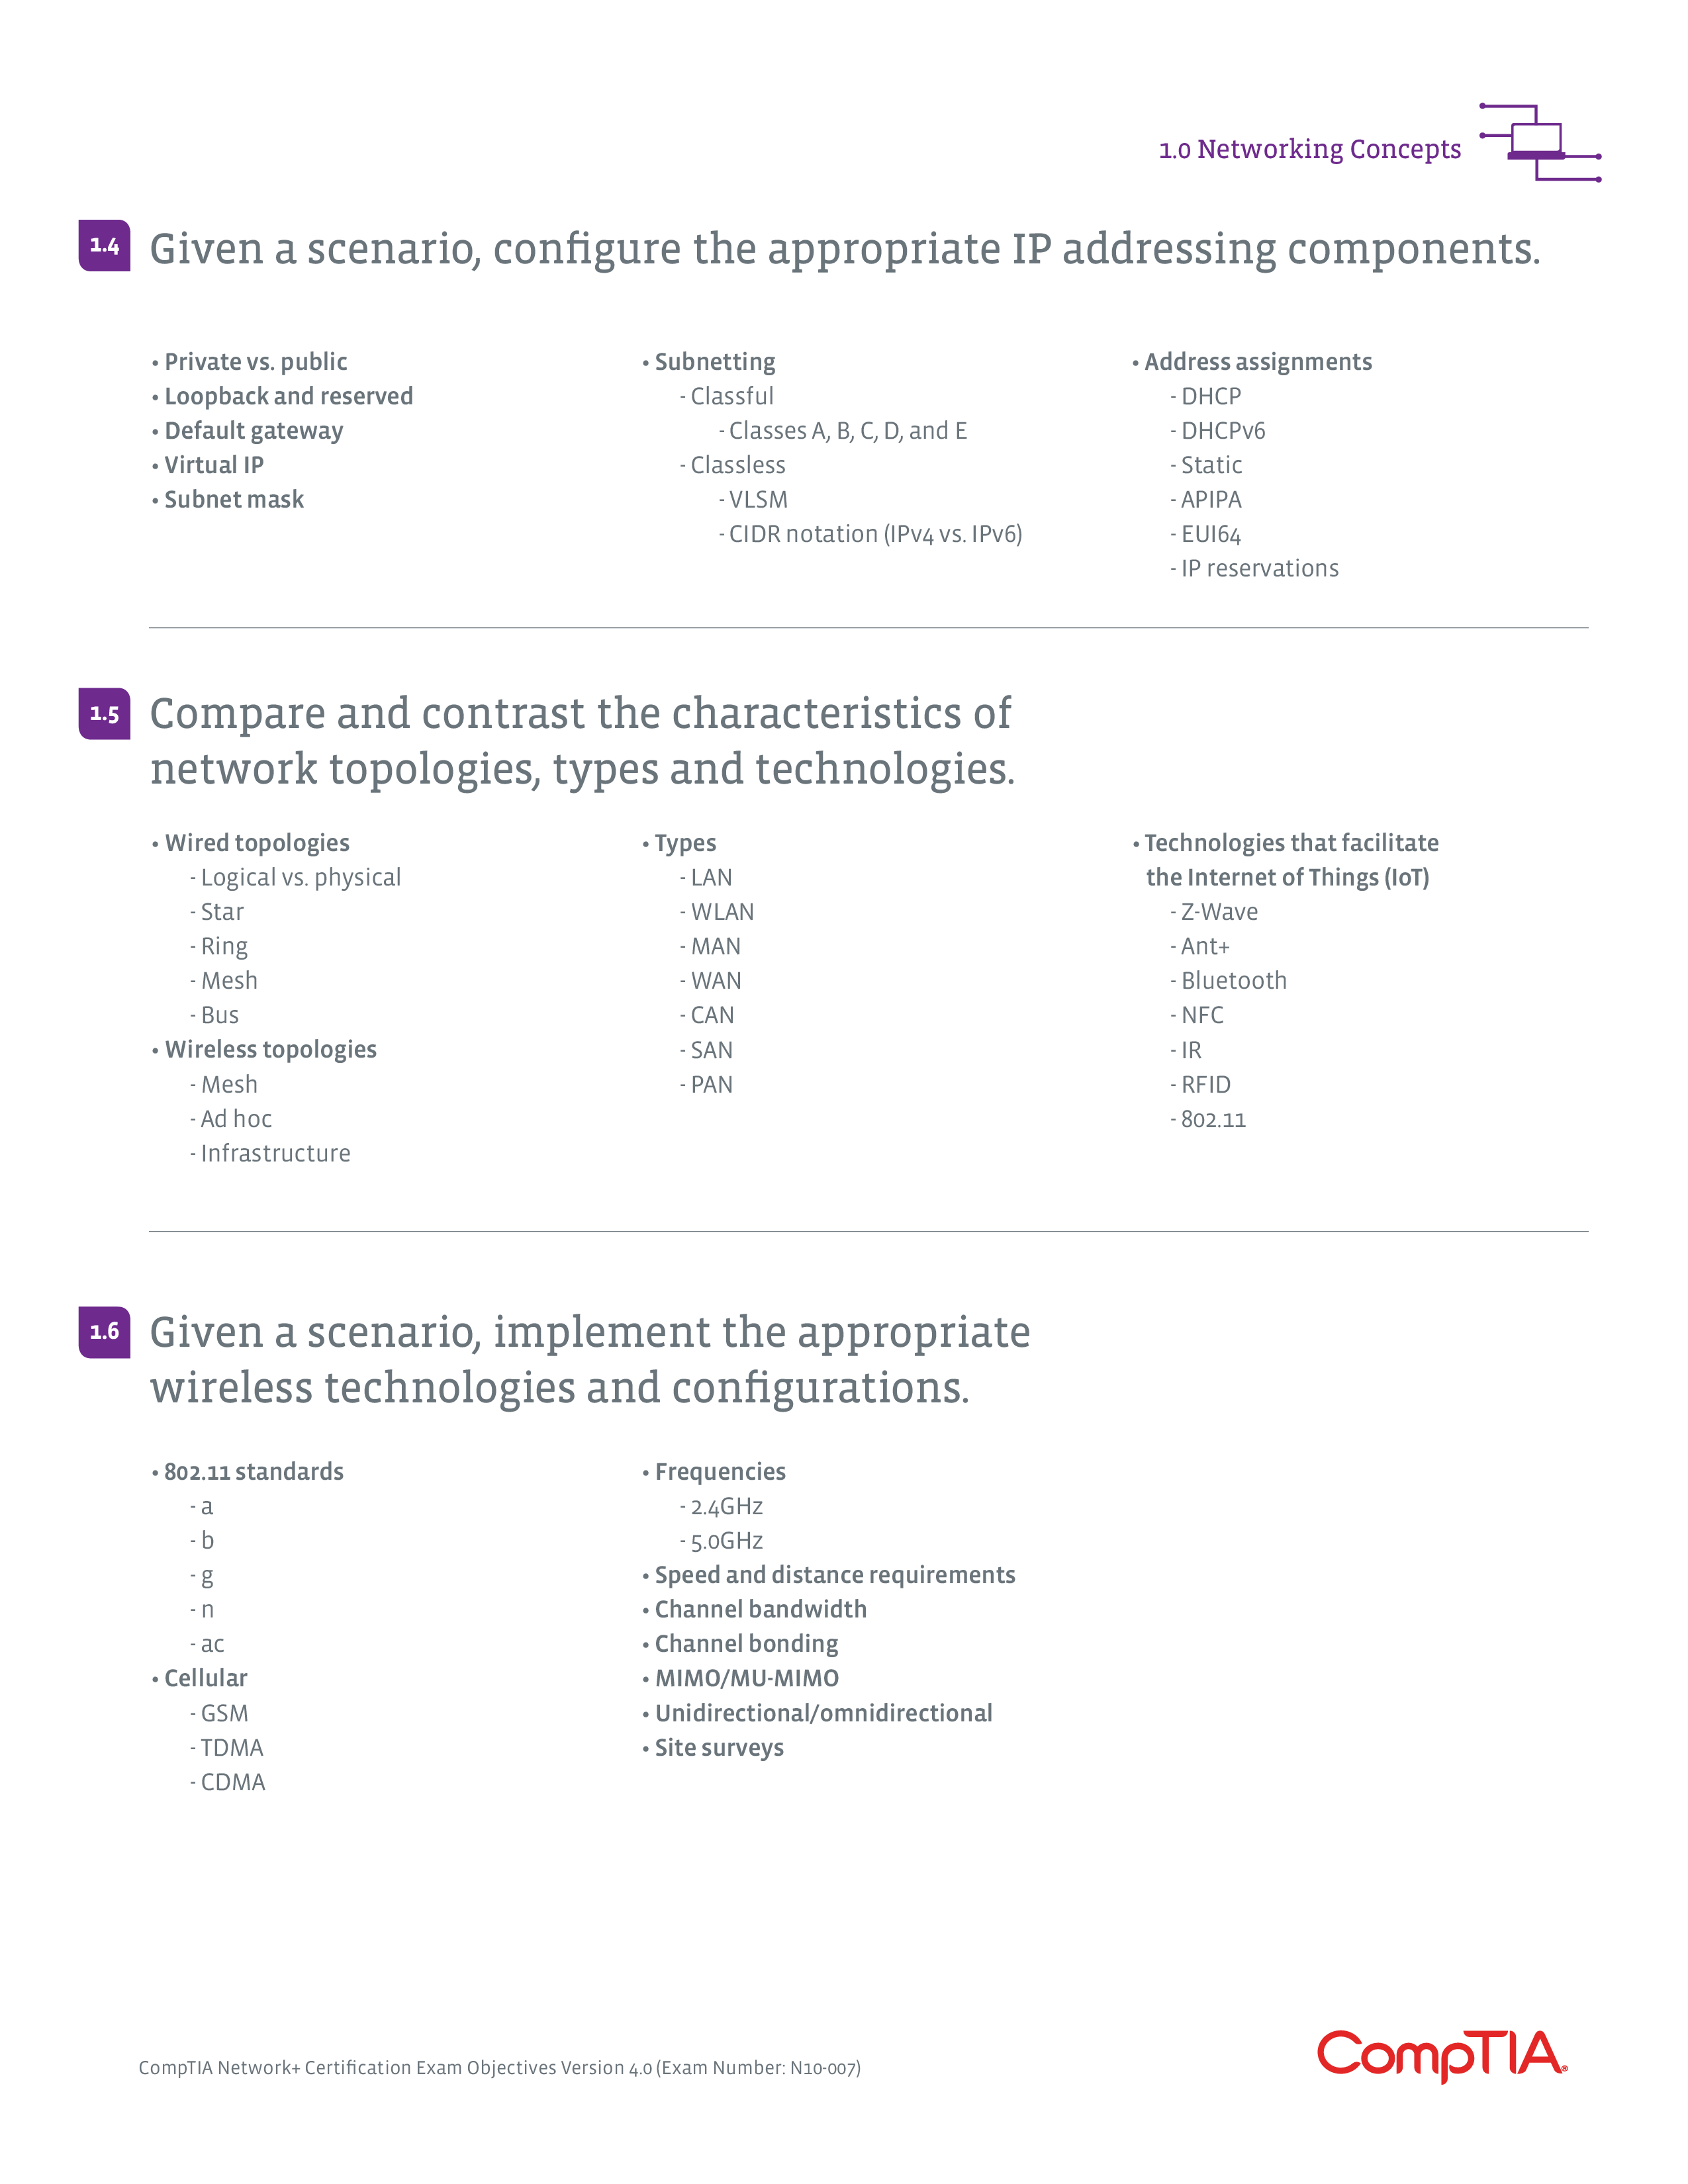 1.0 Networking Concepts
1.4 Given a scenario, configure the appropriate IP addressing components.
• Private vs. public
• Loopback and reserved
• Default gateway
• Virtual IP
• Subnet mask
• Subnetting
- Classful
- Classes A, B, C, D, and E
- Classless
- VLSM
- CIDR notation (IPv4 vs. IPv6)
• Address assignments
- DHCP
- DHCPv6
- Static
- APIPA
- EUI64
- IP reservations
1.5 Compare and contrast the characteristics of
network topologies, types and technologies.
• Wired topologies
- Logical vs. physical
- Star
- Ring
- Mesh
- Bus
• Wireless topologies
- Mesh
- Ad hoc
- Infrastructure
• Types
- LAN
- WLAN
- MAN
- WAN
- CAN
- SAN
- PAN
• Technologies that facilitate
the Internet of Things (IoT)
- Z-Wave
- Ant+
- Bluetooth
- NFC
- IR
- RFID
- 802.11
1.6 Given a scenario, implement the appropriate
wireless technologies and configurations.
• 802.11 standards
- a
- b
- g
- n
- ac
• Cellular
- GSM
- TDMA
- CDMA
• Frequencies
- 2.4GHz
- 5.0GHz
• Speed and distance requirements
• Channel bandwidth
• Channel bonding
• MIMO/MU-MIMO
• Unidirectional/omnidirectional
• Site surveys
CompTIA Network+ Certification Exam Objectives Version 4.0 (Exam Number: N10-007)
CompTIA®